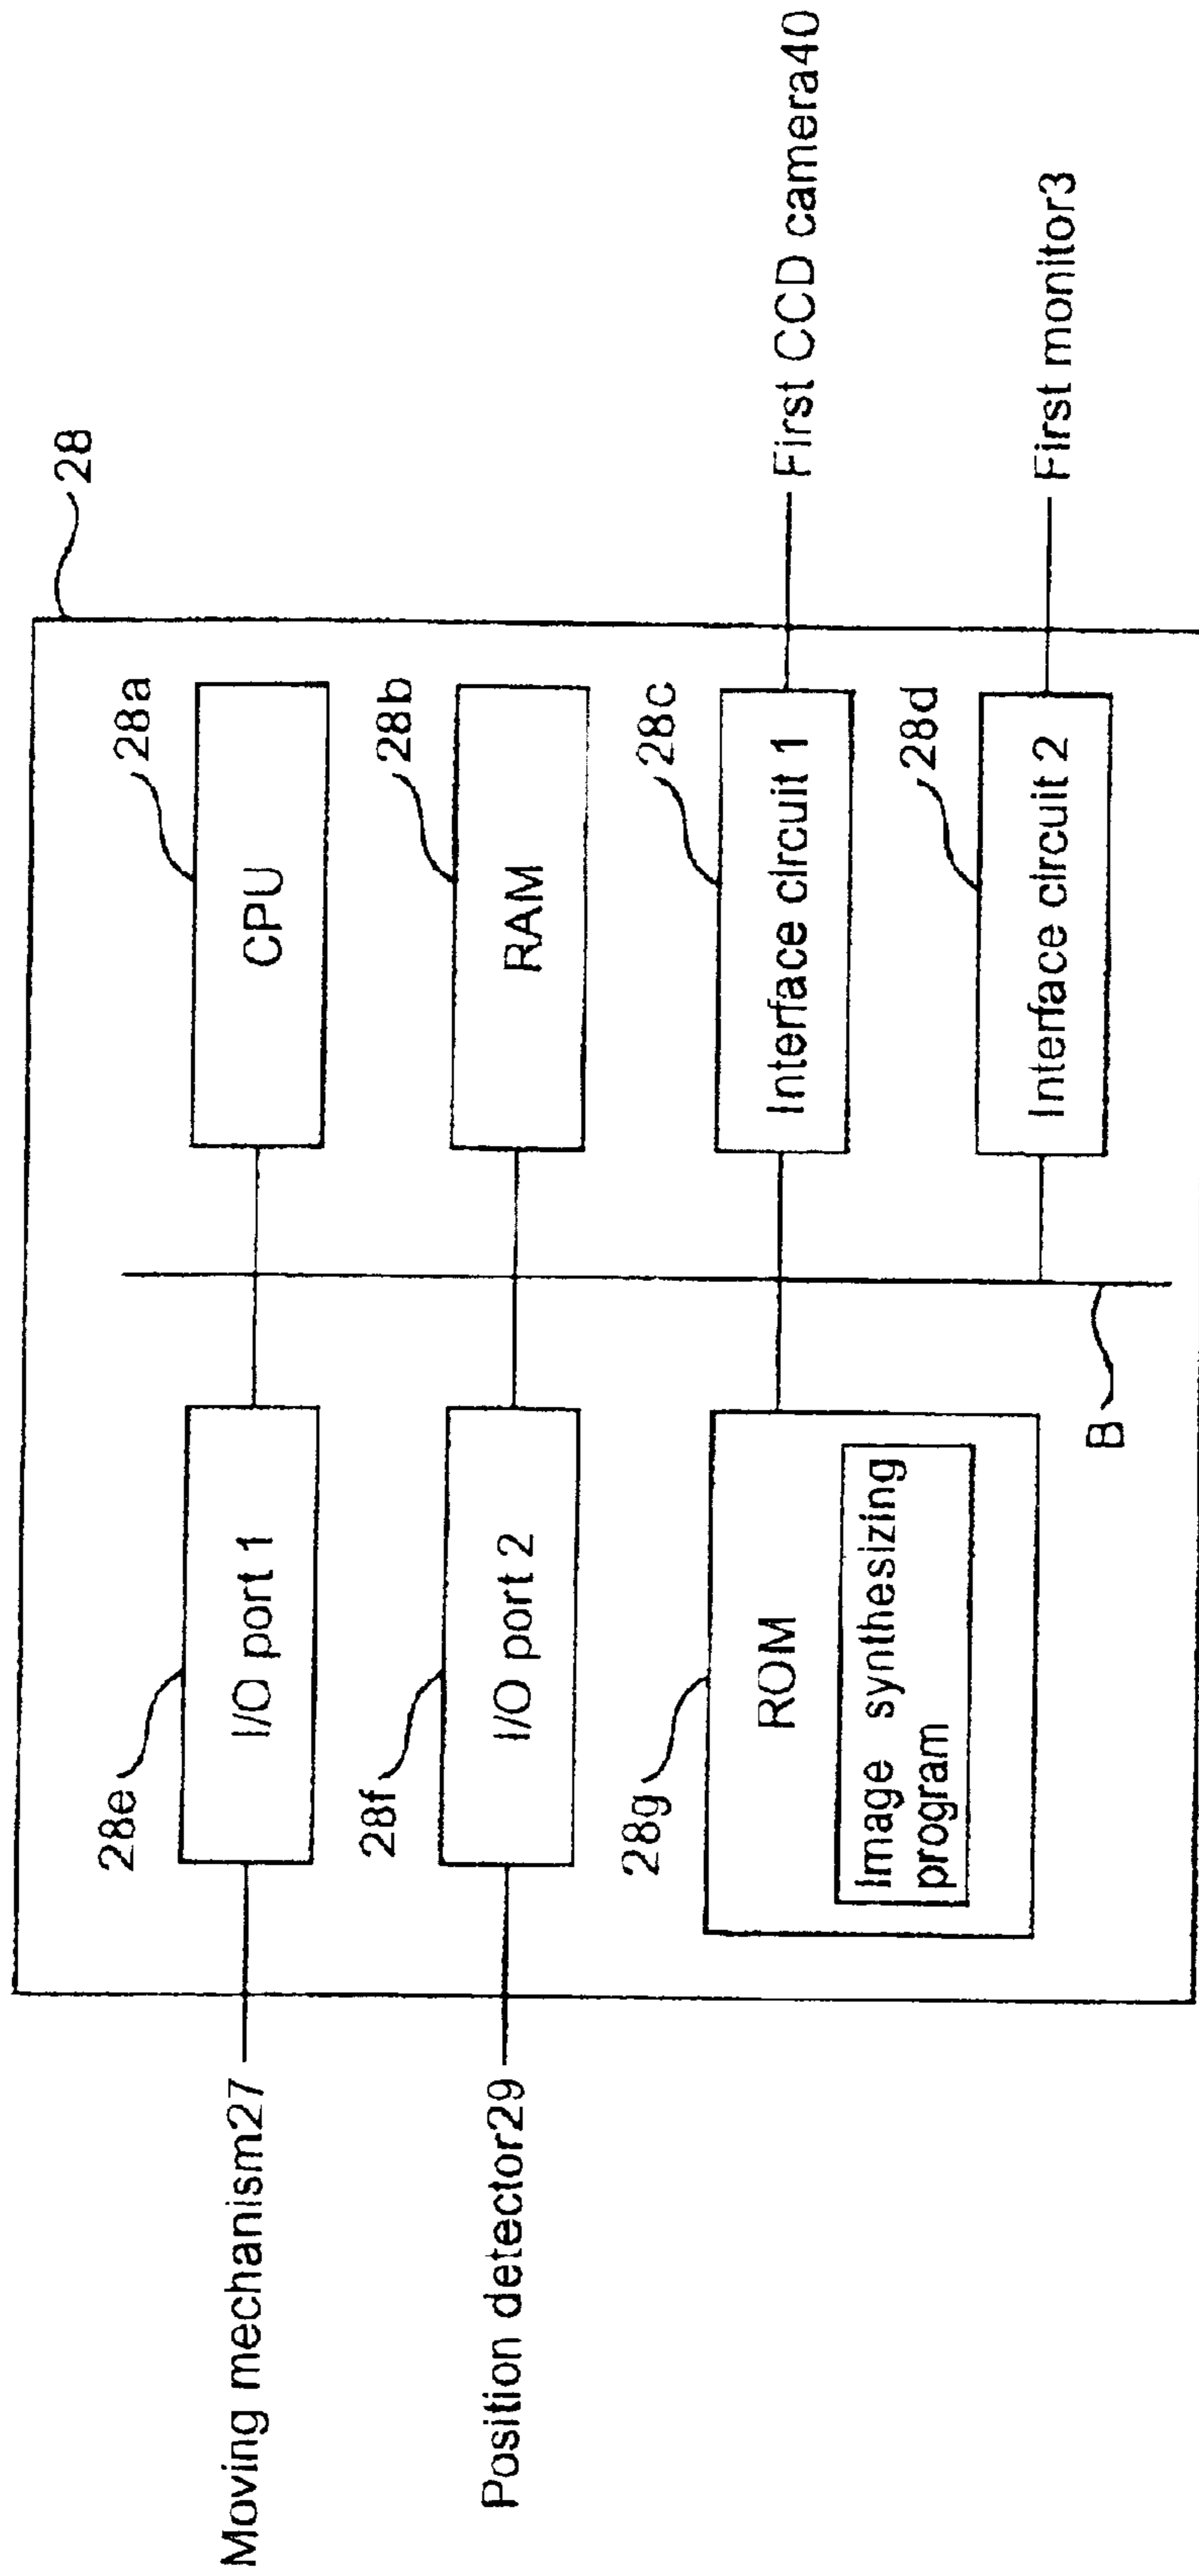 28
28e
I/O port 1
28a
CPU
Moving mechanism27
28f
I/O port 2
28b
RAM
Position detector29
28g
ROM
Image synthesizing
program
28c
Interface circuit 1
First CCD camera40
28d
Interface circuit 2
First monitor3
B